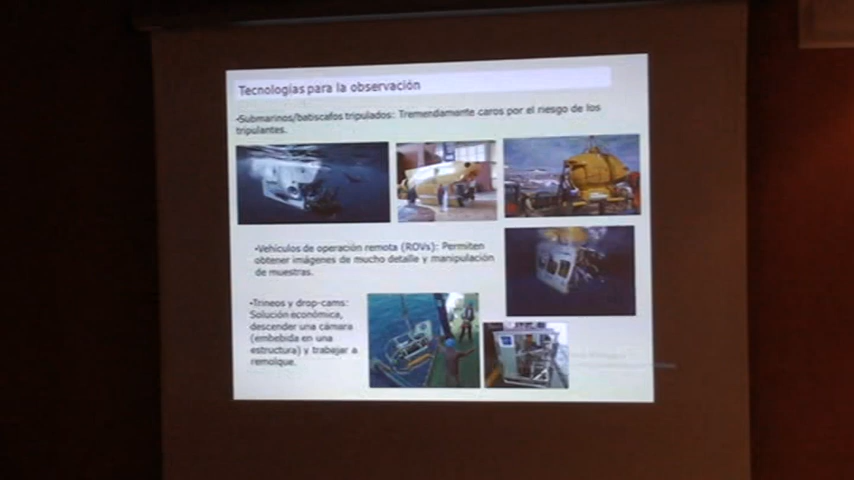 Tecnologías para la observación
•Submarinos/batiscafos tripulados: Tremendamente caros por el riesgo de los
tripulantes.
•Vehículos de operación remota (ROVs): Permiten
obtener imágenes de mucho detalle y manipulación
de muestras.
•Trineos y drop-cams:
Solución económica,
descender una cámara
(embebida en una
estructura) y trabajar a
remolque.